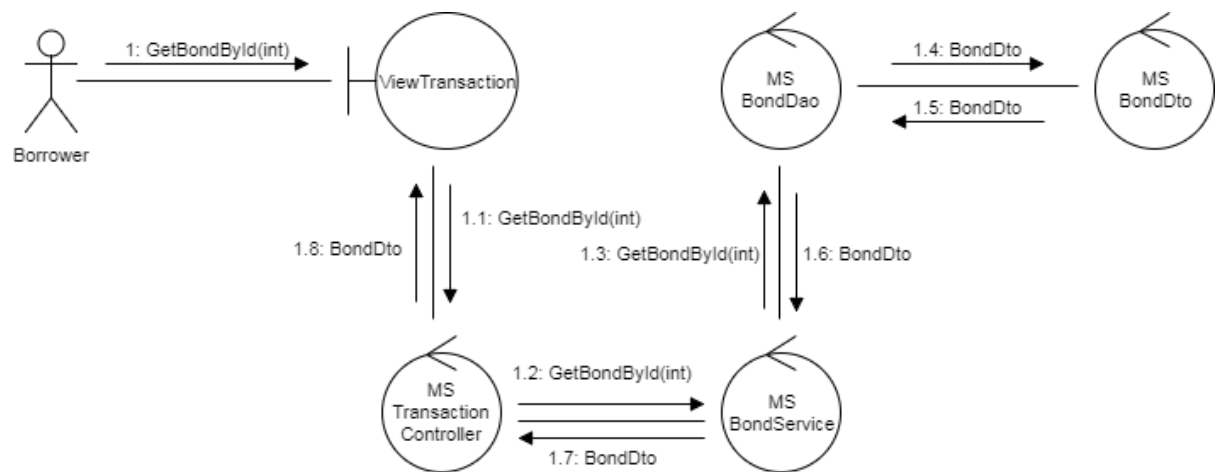 1: GetBondById(int)
Borrower
ViewTransaction
1.1: GetBondById(int)
1.8: BondDto
MS
Transaction
Controller
1.2: GetBondById(int)
1.7: BondDto
MS
BondService
1.3: GetBondById(int)
1.6: BondDto
MS
BondDao
1.4: BondDto
1.5: BondDto
MS
BondDto